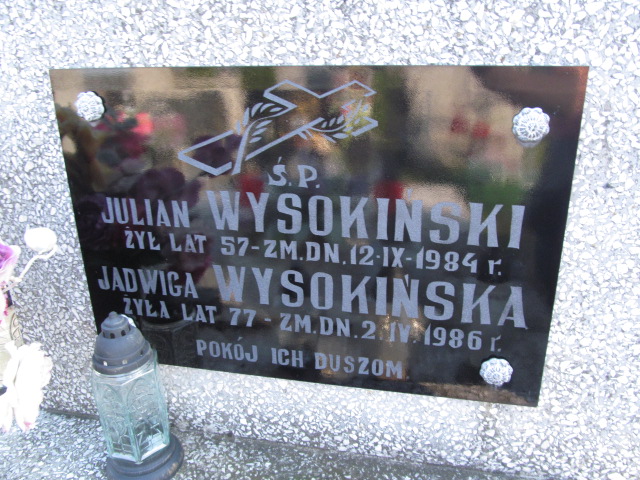 Ś.P.
JULIAN WYSOKIŃSKI
ŻYŁ LAT 57-ZM.DN.12-IX-1984 r.
JADWIGA WYSOKIŃSKA
ŻYŁA LAT 77 - ZM.DN.2.IV.1986 r.
POKÓJ ICH DUSZOM